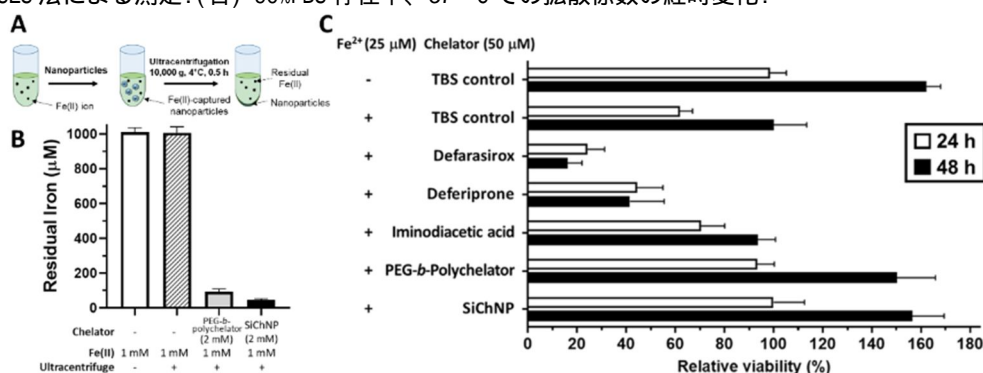 A
Nanoparticles
Ultracentrifugation
10,000 g, 4°C, 0.5 h
Residual
Fe(II)
Fe(II) ion
Fe(II)-captured
nanoparticles
Nanoparticles
B
Residual Iron (μM)
1000
800
600
400
200
0
Chelator - - PEG-b-polychelator (2 mM) SiChNP (2 mM)
Fe(II) 1 mM 1 mM 1 mM 1 mM
Ultracentrifuge - + + +
C
Fe²⁺ (25 μM) Chelator (50 μM)
- TBS control
+ TBS control
+ Defarasirox
+ Deferiprone
+ Iminodiacetic acid
+ PEG-b-Polychelator
+ SiChNP
24 h
48 h
0 20 40 60 80 100 120 140 160 180
Relative viability (%)